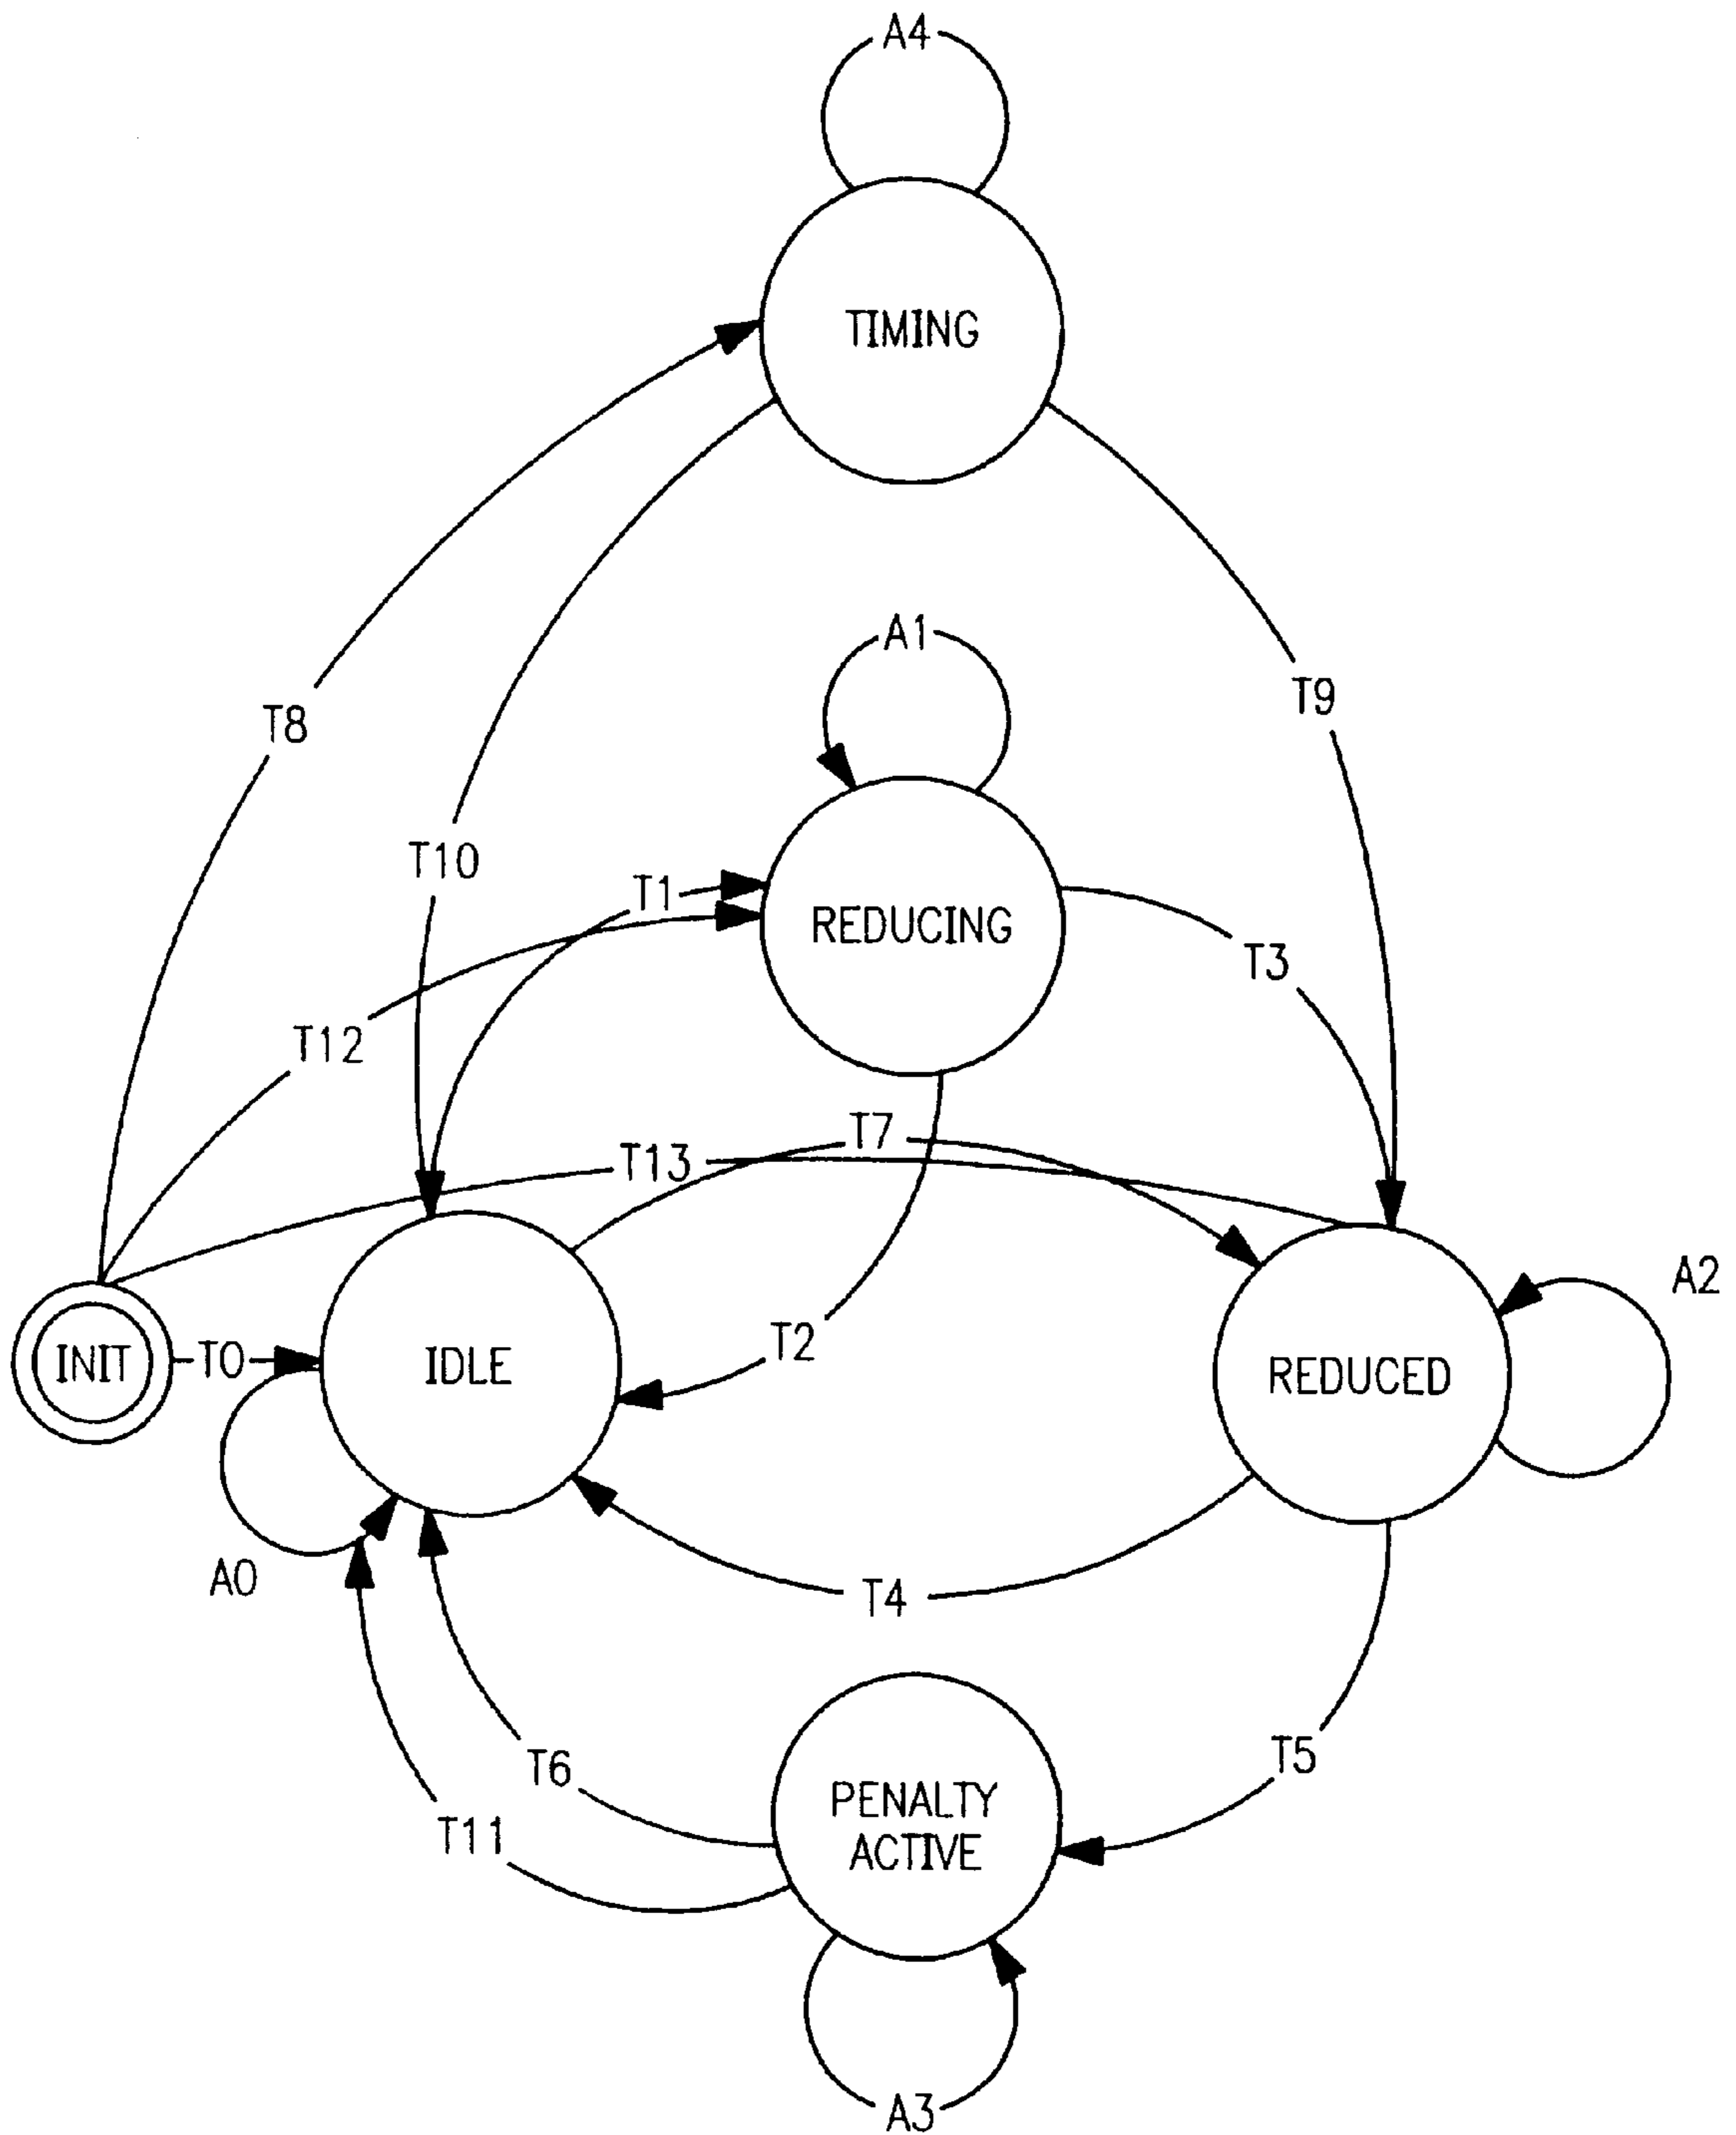 A4
TIMING
A1
T9
T8
T10
T1
REDUCING
T3
T12
T7
T13
A2
T2
INIT
T0
IDLE
REDUCED
A0
T4
T6
T5
PENALTY
ACTIVE
T11
A3